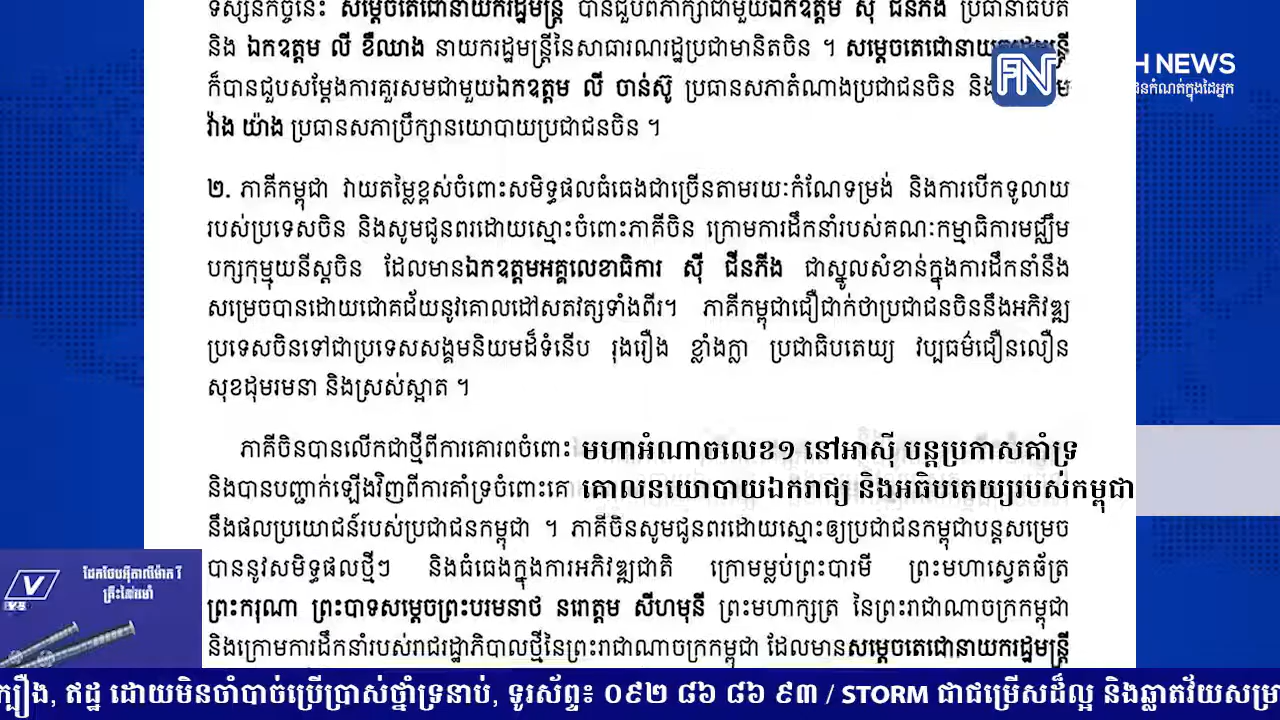 ទស្សនកិច្ចនេះ សម្តេចតេជោនាយករដ្ឋមន្ត្រី បានជួបពិភាក្សាជាមួយឯកឧត្តម ស៊ី ជីនភីង ប្រធានាធិបតី
និង ឯកឧត្តម លី ខឺឈាង នាយករដ្ឋមន្ត្រីនៃសាធារណរដ្ឋប្រជាមានិតចិន ។ សម្តេចតេជោនាយករដ្ឋមន្ត្រី
ក៏បានជួបសម្តែងការគួរសមជាមួយឯកឧត្តម លី ចាន់ស៊ូ ប្រធានសភាតំណាងប្រជាជនចិន និង
វ៉ាង យ៉ាង ប្រធានសភាប្រឹក្សានយោបាយប្រជាជនចិន ។
FN
H NEWS
ជនកំណត់ក្នុងដៃអ្នក
២. ភាគីកម្ពុជា វាយតម្លៃខ្ពស់ចំពោះសមិទ្ធផលធំធេងជាច្រើនតាមរយៈកំណែទម្រង់ និងការបើកទូលាយ
របស់ប្រទេសចិន និងសូមជូនពរដោយស្មោះចំពោះភាគីចិន ក្រោមការដឹកនាំរបស់គណៈកម្មាធិការមជ្ឈឹម
បក្សកុម្មុយនីស្តចិន ដែលមានឯកឧត្តមអគ្គលេខាធិការ ស៊ី ជីនភីង ជាស្នូលសំខាន់ក្នុងការដឹកនាំនឹង
សម្រេចបានដោយជោគជ័យនូវគោលដៅសតវត្សទាំងពីរ។ ភាគីកម្ពុជាជឿជាក់ថាប្រជាជនចិននឹងអភិវឌ្ឍ
ប្រទេសចិនទៅជាប្រទេសសង្គមនិយមដ៏ទំនើប រុងរឿង ខ្លាំងក្លា ប្រជាធិបតេយ្យ វប្បធម៌ជឿនលឿន
សុខដុមរមនា និងស្រស់ស្អាត ។
ភាគីចិនបានលើកជាថ្មីពីការគោរពចំពោះ
និងបានបញ្ជាក់ឡើងវិញពីការគាំទ្រចំពោះគោ
មហាអំណាចលេខ១ នៅអាស៊ី បន្តប្រកាសគាំទ្រ
គោលនយោបាយឯករាជ្យ និងអធិបតេយ្យរបស់កម្ពុជា
នឹងផលប្រយោជន៍របស់ប្រជាជនកម្ពុជា ។ ភាគីចិនសូមជូនពរដោយស្មោះឲ្យប្រជាជនកម្ពុជាបន្តសម្រេច
បាននូវសមិទ្ធផលថ្មីៗ និងធំធេងក្នុងការអភិវឌ្ឍជាតិ ក្រោមម្លប់ព្រះបារមី ព្រះមហាស្វេតឆ័ត្រ
ព្រះករុណា ព្រះបាទសម្តេចព្រះបរមនាថ នរោត្តម សីហមុនី ព្រះមហាក្សត្រ នៃព្រះរាជាណាចក្រកម្ពុជា
និងក្រោមការដឹកនាំរបស់រាជរដ្ឋាភិបាលថ្មីនៃព្រះរាជាណាចក្រកម្ពុជា ដែលមានសម្តេចតេជោនាយករដ្ឋមន្ត្រី
ដែកថែបអ៊ីតាលីម៉ាក វី
គ្រឹះតែរឹងមាំ
ក្បឿង, ឥដ្ឋ ដោយមិនចាំបាច់ប្រើប្រាស់ថ្នាំទ្រនាប់, ទូរស័ព្ទ៖ ០៩២ ៨៦ ៨៦ ៩៣ / STORM ជាជម្រើសដ៏ល្អ និងឆ្លាតវ័យសម្រា